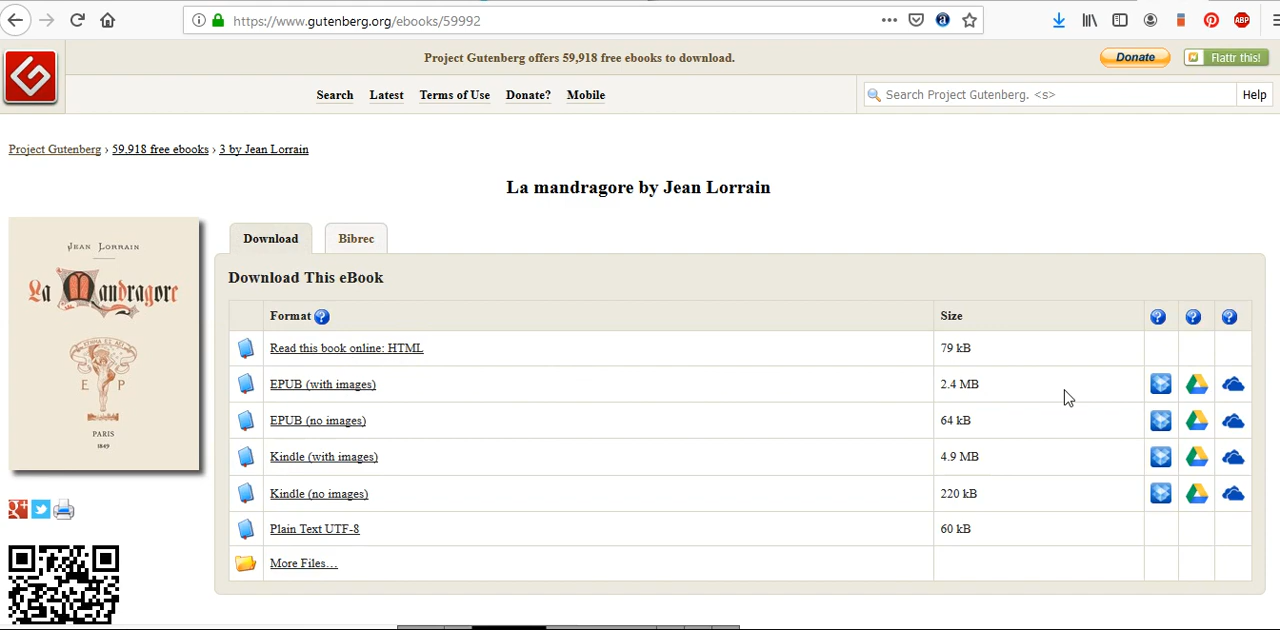 https://www.gutenberg.org/ebooks/59992
ABP
Project Gutenberg offers 59,918 free ebooks to download.
Donate
Flattr this!
Search Latest Terms of Use Donate? Mobile
Search Project Gutenberg. <s>
Help
Project Gutenberg › 59,918 free ebooks › 3 by Jean Lorrain
La mandragore by Jean Lorrain
JEAN LORRAIN
La Mandragore
E P
PARIS
Download Bibrec
Download This eBook
Format ? Size ? ? ?
Read this book online: HTML 79 kB
EPUB (with images) 2.4 MB
EPUB (no images) 64 kB
Kindle (with images) 4.9 MB
Kindle (no images) 220 kB
Plain Text UTF-8 60 kB
More Files…